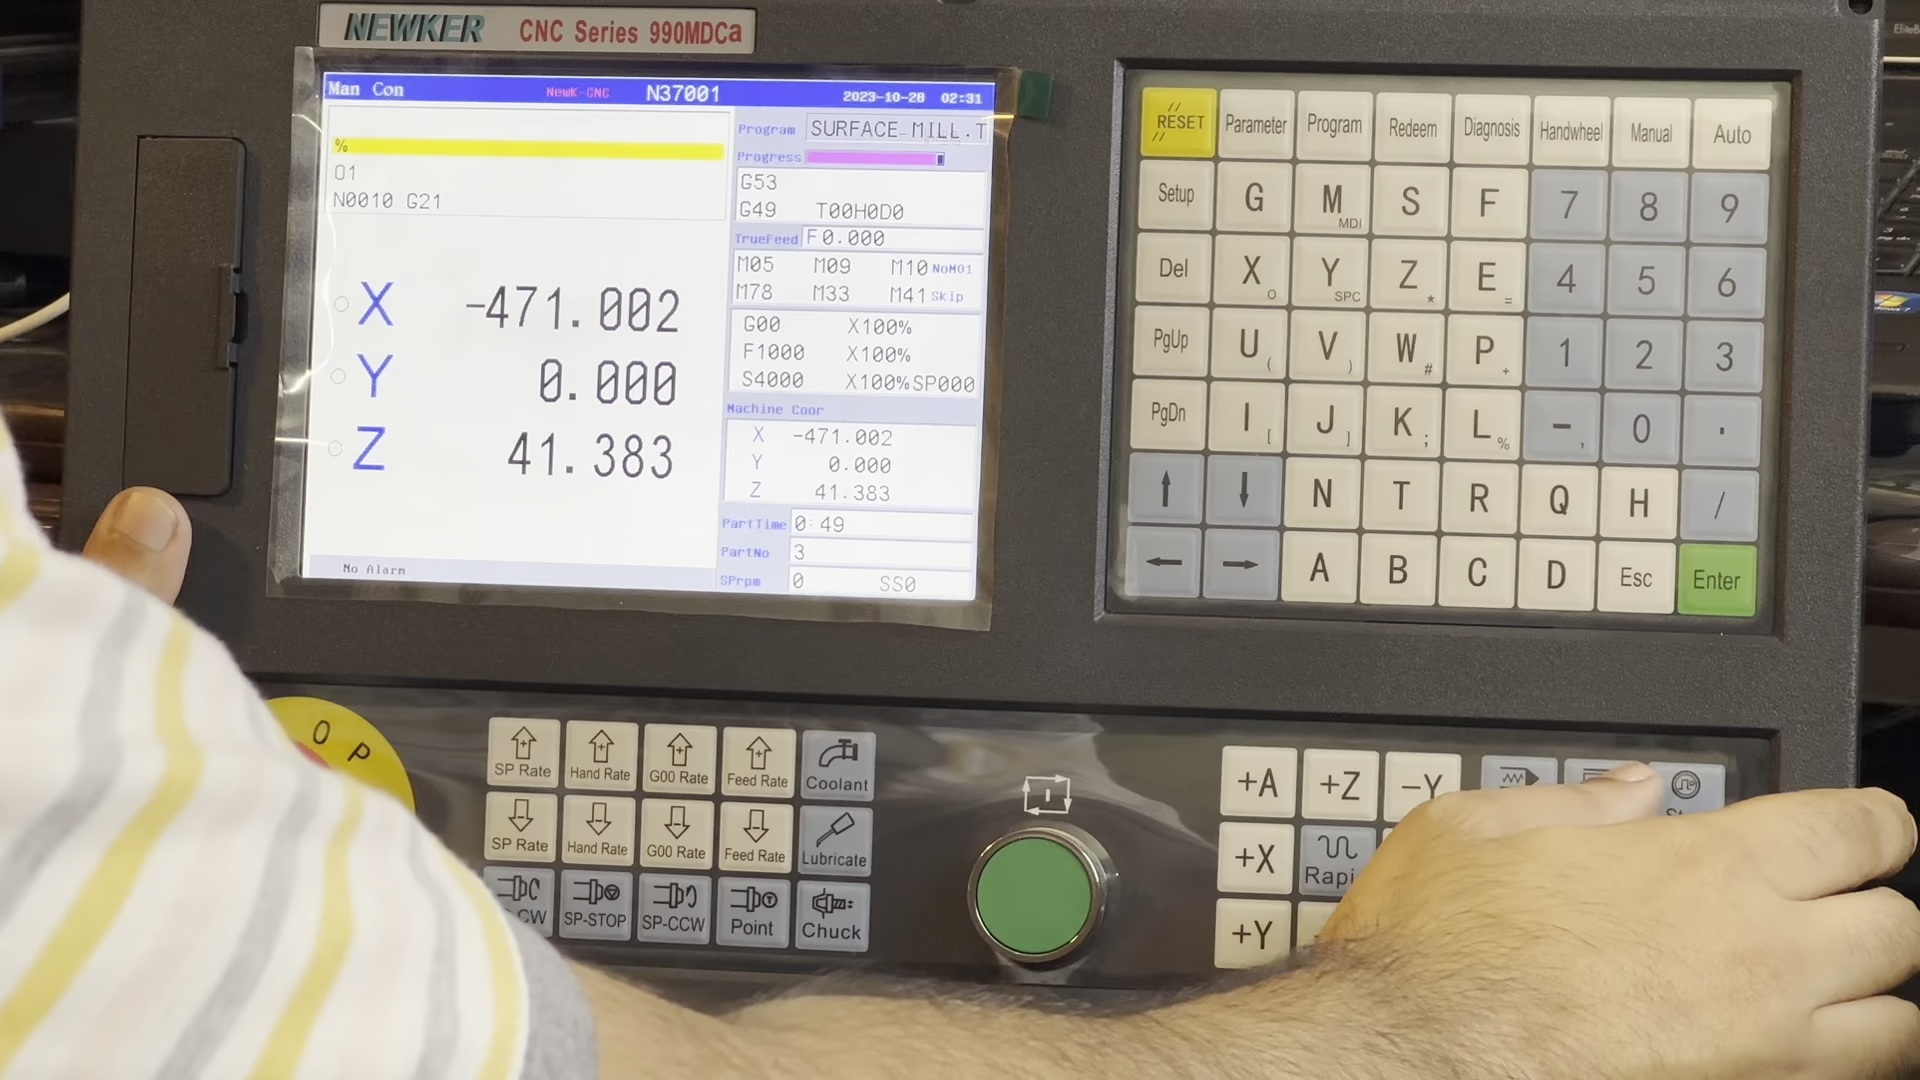 NEWKER CNC Series 990MDCa
Man Con NewK-CNC N37001 2023-10-28 02:31
%
O1
N0010 G21
X -471.002
Y 0.000
Z 41.383
No Alarm
Program SURFACE-MILL.T
Progress
G53
G49 T00H0D0
TrueFeed F 0.000
M05 M09 M10 NoM01
M78 M33 M41 Skip
G00 X100%
F1000 X100%
S4000 X100% SP000
Machine Coor
X -471.002
Y 0.000
Z 41.383
PartTime 0:49
PartNo 3
SPrpm 0 SS0
RESET Parameter Program Redeem Diagnosis Handwheel Manual Auto
Setup G M MDI S F 7 8 9
Del X O Y SPC Z * E = 4 5 6
PgUp U ( V ) W # P + 1 2 3
PgDn I [ J ] K ; L % - , 0 .
↑ ↓ N T R Q H /
← → A B C D Esc Enter
O P
SP Rate Hand Rate G00 Rate Feed Rate Coolant
SP Rate Hand Rate G00 Rate Feed Rate Lubricate
CW SP-STOP SP-CCW Point Chuck
+A +Z -Y
+X Rapi
+Y